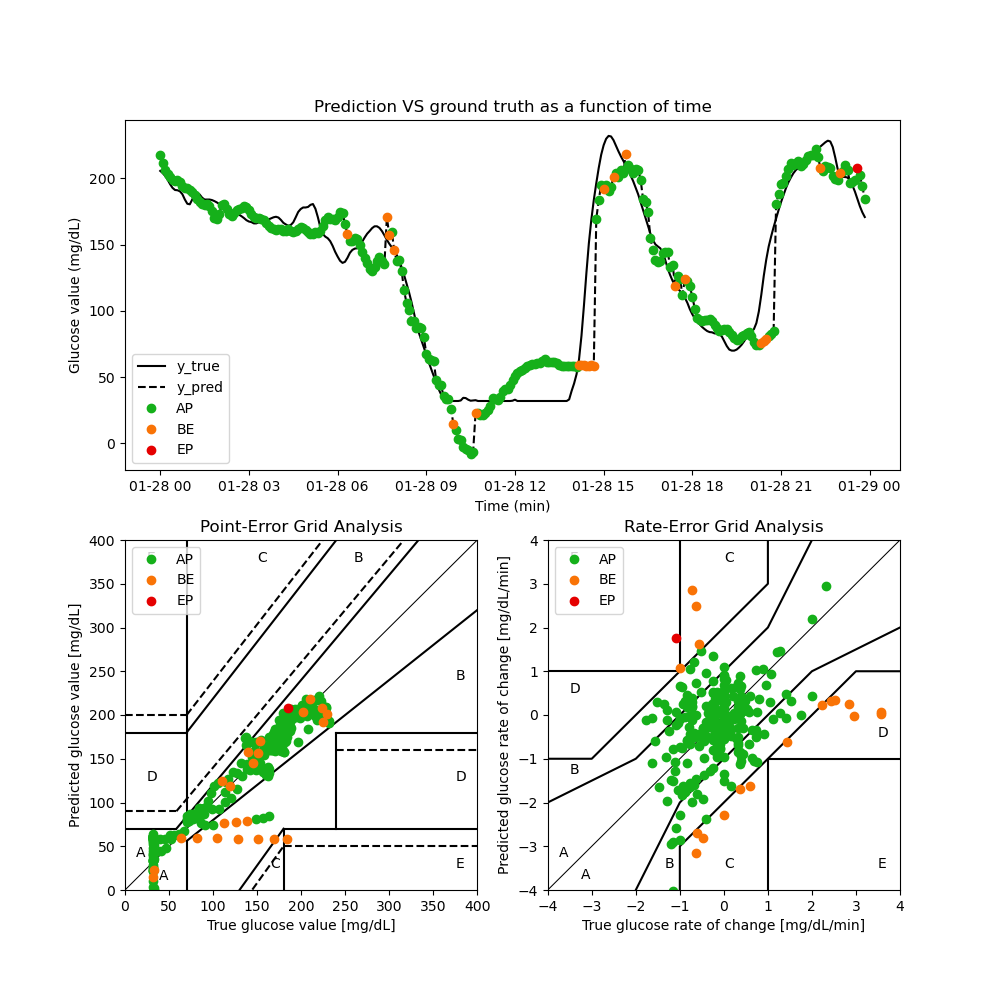 Prediction VS ground truth as a function of time
Glucose value (mg/dL)
200
150
100
50
0
y_true
y_pred
AP
BE
EP
01-28 00 01-28 03 01-28 06 01-28 09 01-28 12 01-28 15 01-28 18 01-28 21 01-29 00
Time (min)
Point-Error Grid Analysis
Predicted glucose value [mg/dL]
400
350
300
250
200
150
100
50
0
AP
BE
EP
C
B
B
D
D
A
A
C
E
0 50 100 150 200 250 300 350 400
True glucose value [mg/dL]
Rate-Error Grid Analysis
Predicted glucose rate of change [mg/dL/min]
4
3
2
1
0
−1
−2
−3
−4
AP
BE
EP
C
D
D
B
A
A
B
C
E
−4 −3 −2 −1 0 1 2 3 4
True glucose rate of change [mg/dL/min]